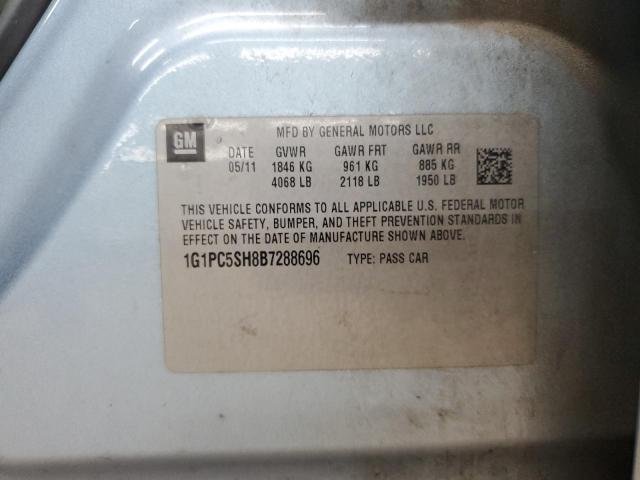 GM
MFD BY GENERAL MOTORS LLC
DATE GVWR GAWR FRT GAWR RR
05/11 1846 KG 961 KG 885 KG
4068 LB 2118 LB 1950 LB
THIS VEHICLE CONFORMS TO ALL APPLICABLE U.S. FEDERAL MOTOR
VEHICLE SAFETY, BUMPER, AND THEFT PREVENTION STANDARDS IN
EFFECT ON THE DATE OF MANUFACTURE SHOWN ABOVE.
1G1PC5SH8B7288696 TYPE: PASS CAR